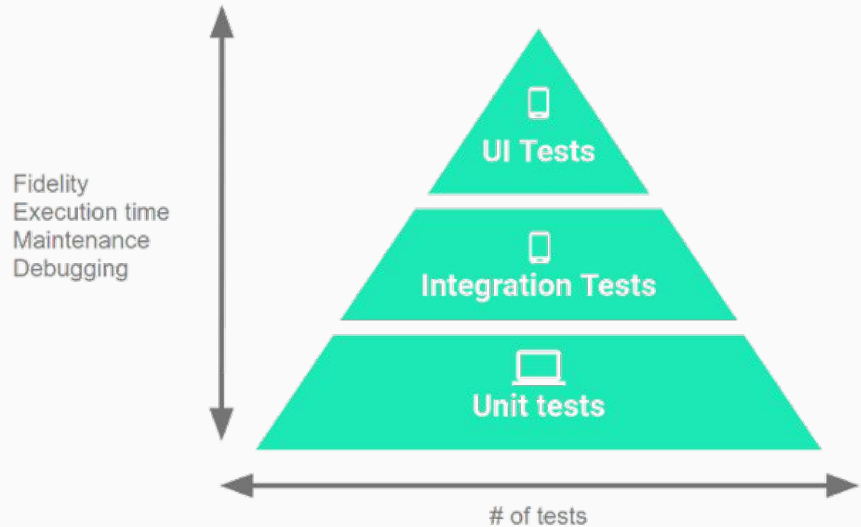 UI Tests
Fidelity
Execution time
Maintenance
Debugging
Integration Tests
Unit tests
# of tests